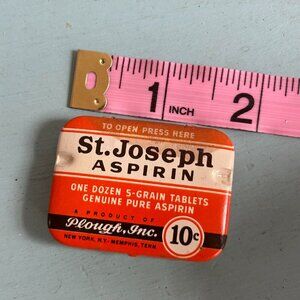 1 INCH 2
TO OPEN PRESS HERE
St. Joseph
ASPIRIN
ONE DOZEN 5-GRAIN TABLETS
GENUINE PURE ASPIRIN
A PRODUCT OF
Plough, Inc.
NEW YORK, N.Y. - MEMPHIS, TENN.
10¢